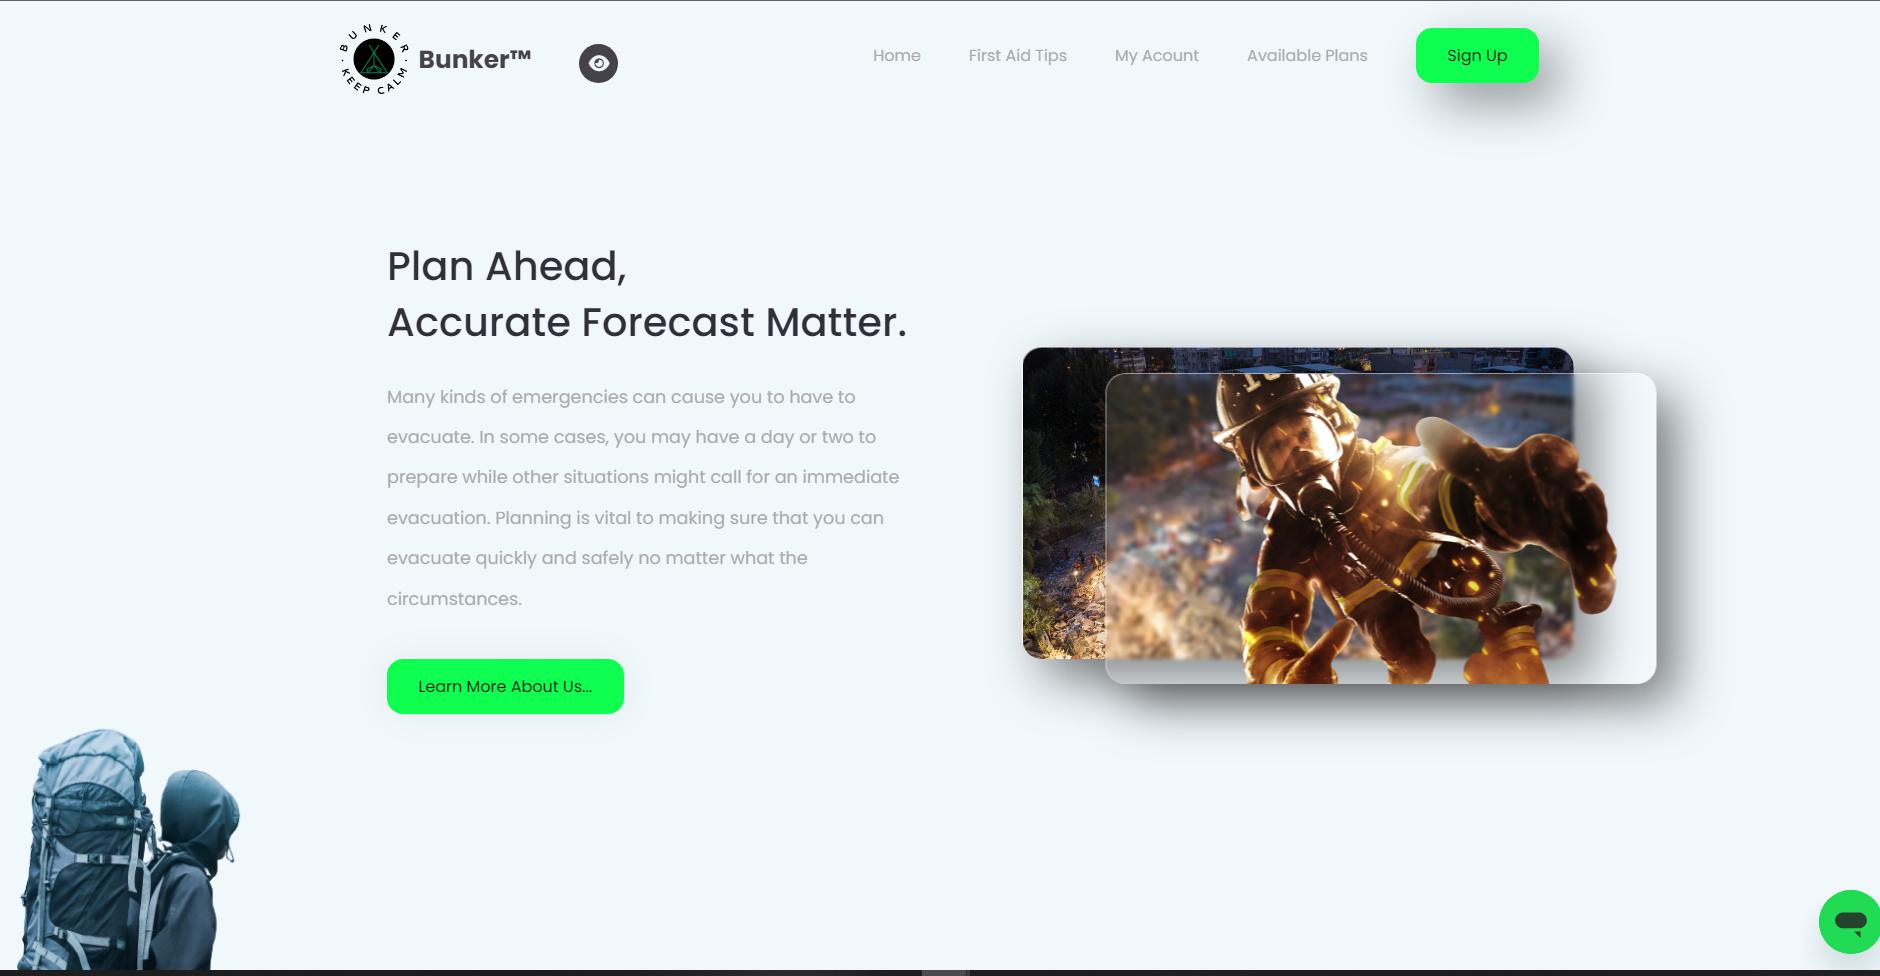 BUNKER
· KEEP CALM ·
Bunker™
Home
First Aid Tips
My Acount
Available Plans
Sign Up
Plan Ahead,
Accurate Forecast Matter.
Many kinds of emergencies can cause you to have to
evacuate. In some cases, you may have a day or two to
prepare while other situations might call for an immediate
evacuation. Planning is vital to making sure that you can
evacuate quickly and safely no matter what the
circumstances.
Learn More About Us...